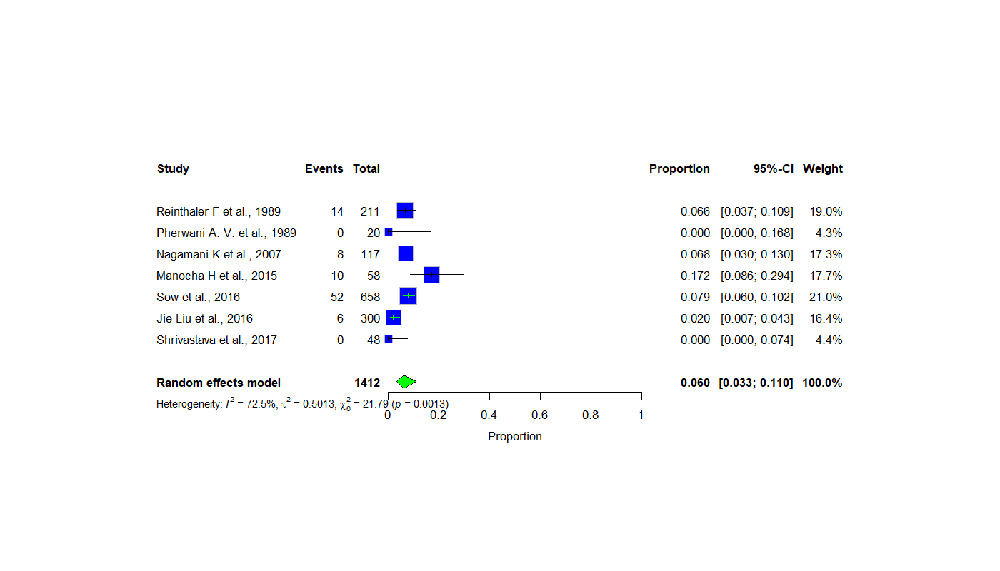 Study Events Total Proportion 95%-CI Weight
Reinthaler F et al., 1989 14 211 0.066 [0.037; 0.109] 19.0%
Pherwani A. V. et al., 1989 0 20 0.000 [0.000; 0.168] 4.3%
Nagamani K et al., 2007 8 117 0.068 [0.030; 0.130] 17.3%
Manocha H et al., 2015 10 58 0.172 [0.086; 0.294] 17.7%
Sow et al., 2016 52 658 0.079 [0.060; 0.102] 21.0%
Jie Liu et al., 2016 6 300 0.020 [0.007; 0.043] 16.4%
Shrivastava et al., 2017 0 48 0.000 [0.000; 0.074] 4.4%
Random effects model 1412 0.060 [0.033; 0.110] 100.0%
Heterogeneity: I² = 72.5%, τ² = 0.5013, χ²₆ = 21.79 (p = 0.0013)
0 0.2 0.4 0.6 0.8 1
Proportion